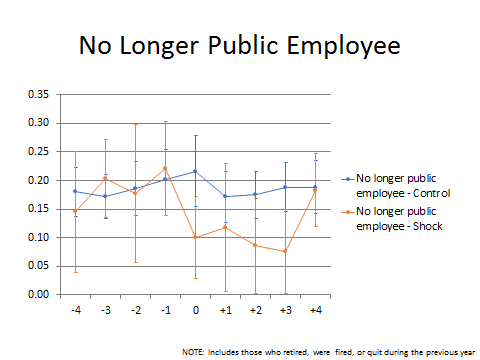 No Longer Public Employee
0.35
0.30
0.25
0.20
0.15
0.10
0.05
0.00
-4 -3 -2 -1 0 +1 +2 +3 +4
No longer public
employee - Control
No longer public
employee - Shock
NOTE: Includes those who retired, were fired, or quit during the previous year